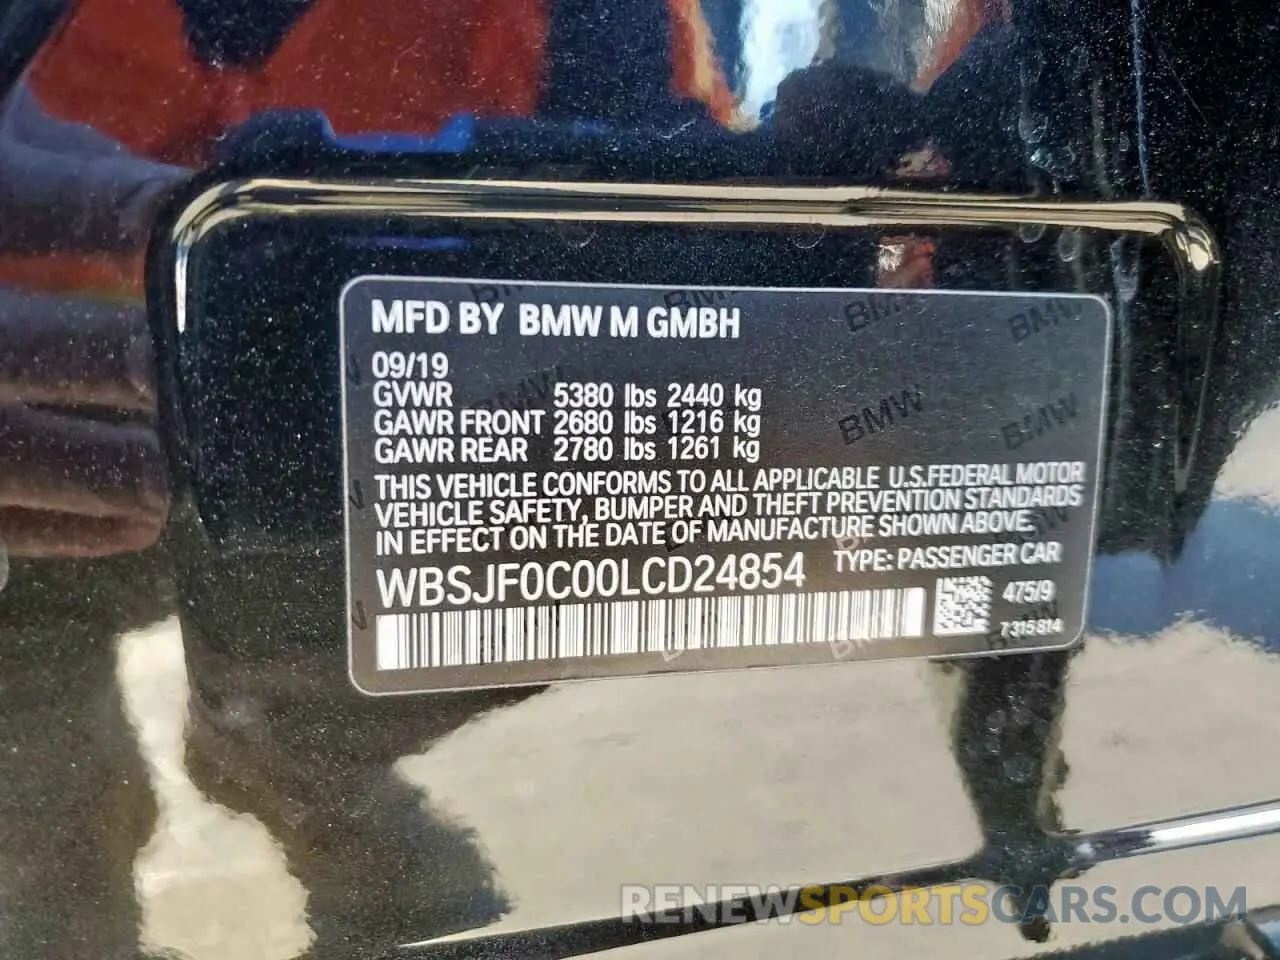 MFD BY BMW M GMBH
09/19
GVWR 5380 lbs 2440 kg
GAWR FRONT 2680 lbs 1216 kg
GAWR REAR 2780 lbs 1261 kg
THIS VEHICLE CONFORMS TO ALL APPLICABLE U.S.FEDERAL MOTOR
VEHICLE SAFETY, BUMPER AND THEFT PREVENTION STANDARDS
IN EFFECT ON THE DATE OF MANUFACTURE SHOWN ABOVE.
WBSJF0C00LCD24854 TYPE: PASSENGER CAR
475/9
7315814
RENEWSPORTSCARS.COM